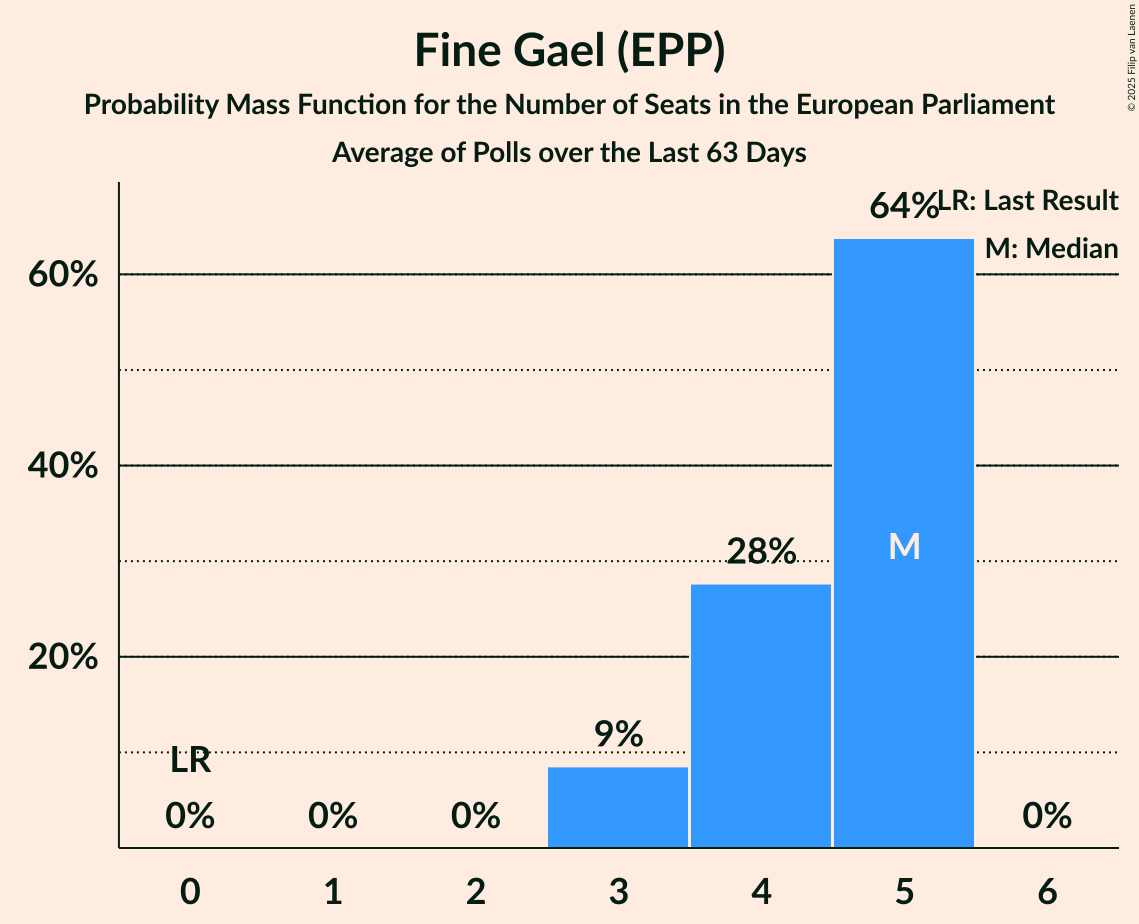 Fine Gael (EPP)
Probability Mass Function for the Number of Seats in the European Parliament
Average of Polls over the Last 63 Days
© 2025 Filip van Laenen
LR: Last Result
M: Median
64%
60%
40%
28%
M
20%
9%
LR
0%
0%
0%
0%
0
1
2
3
4
5
6